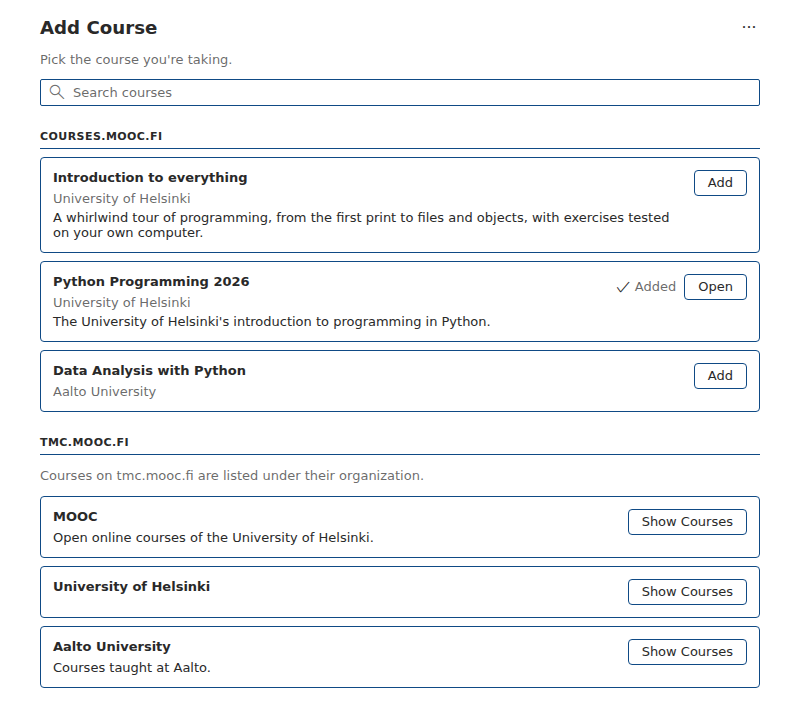 Add Course
...
Pick the course you're taking.
Search courses
COURSES.MOOC.FI
Introduction to everything
Add
University of Helsinki
A whirlwind tour of programming, from the first print to files and objects, with exercises tested
on your own computer.
Python Programming 2026
Added
Open
University of Helsinki
The University of Helsinki's introduction to programming in Python.
Data Analysis with Python
Add
Aalto University
TMC.MOOC.FI
Courses on tmc.mooc.fi are listed under their organization.
MOOC
Show Courses
Open online courses of the University of Helsinki.
University of Helsinki
Show Courses
Aalto University
Show Courses
Courses taught at Aalto.